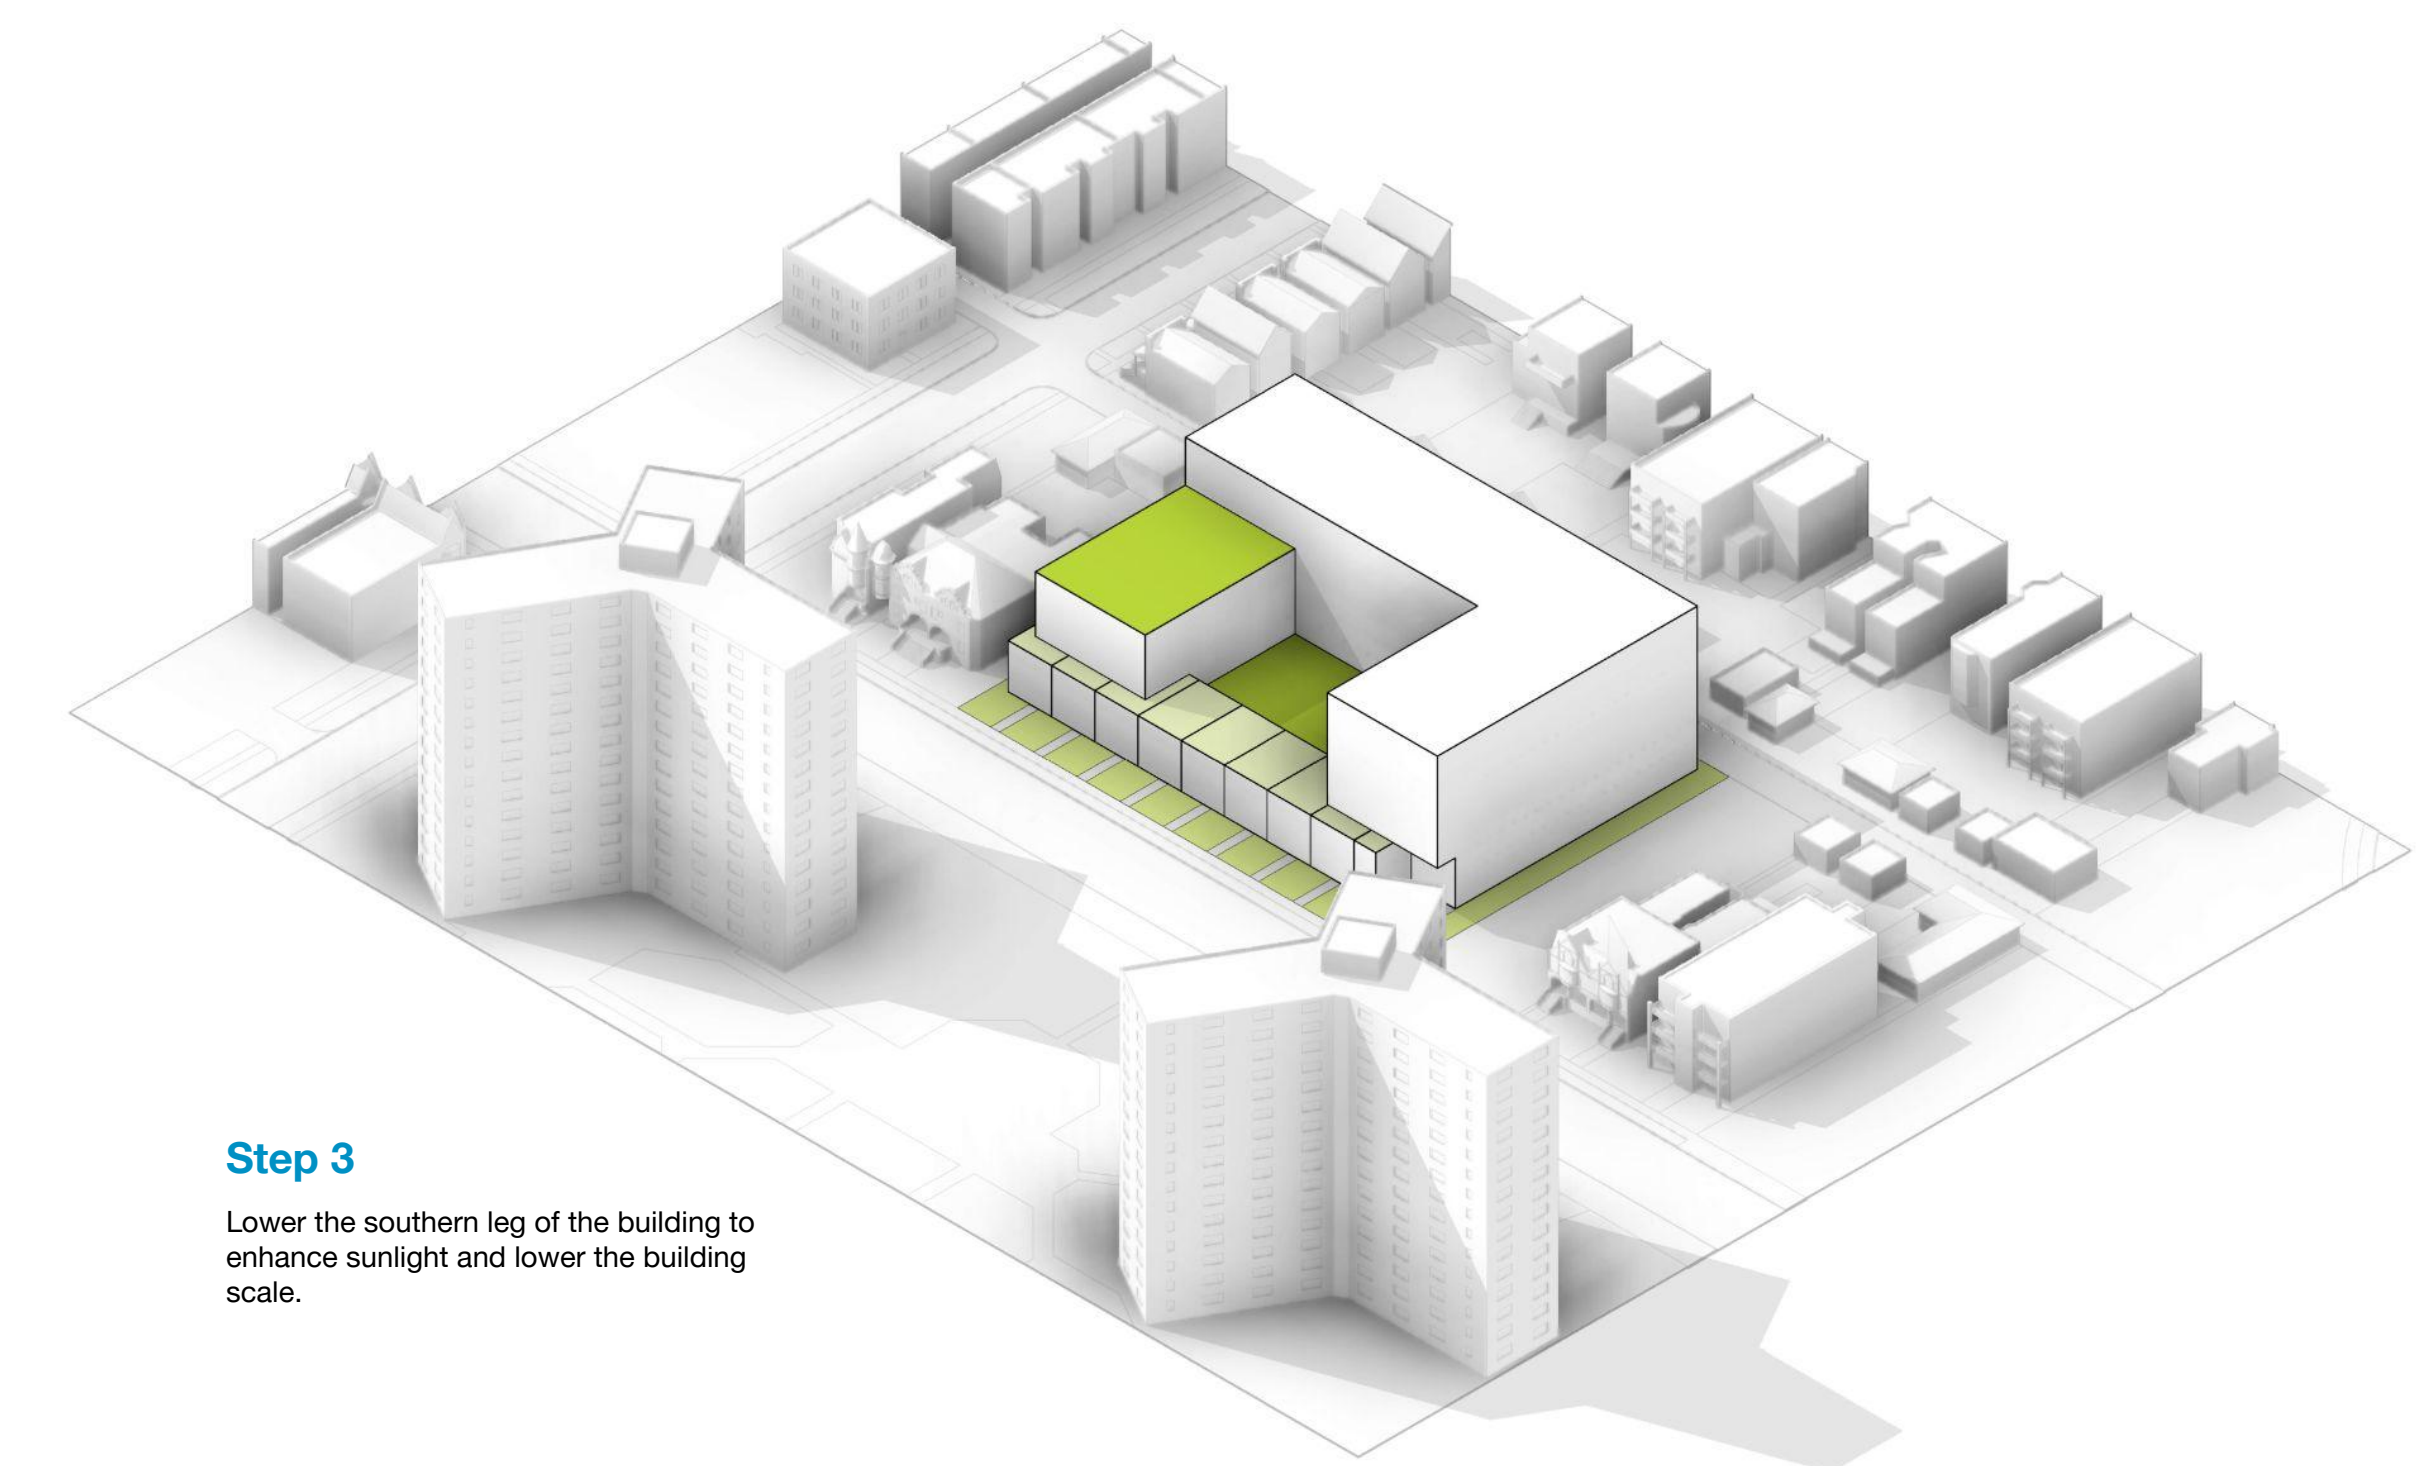 Step 3
Lower the southern leg of the building to
enhance sunlight and lower the building
scale.